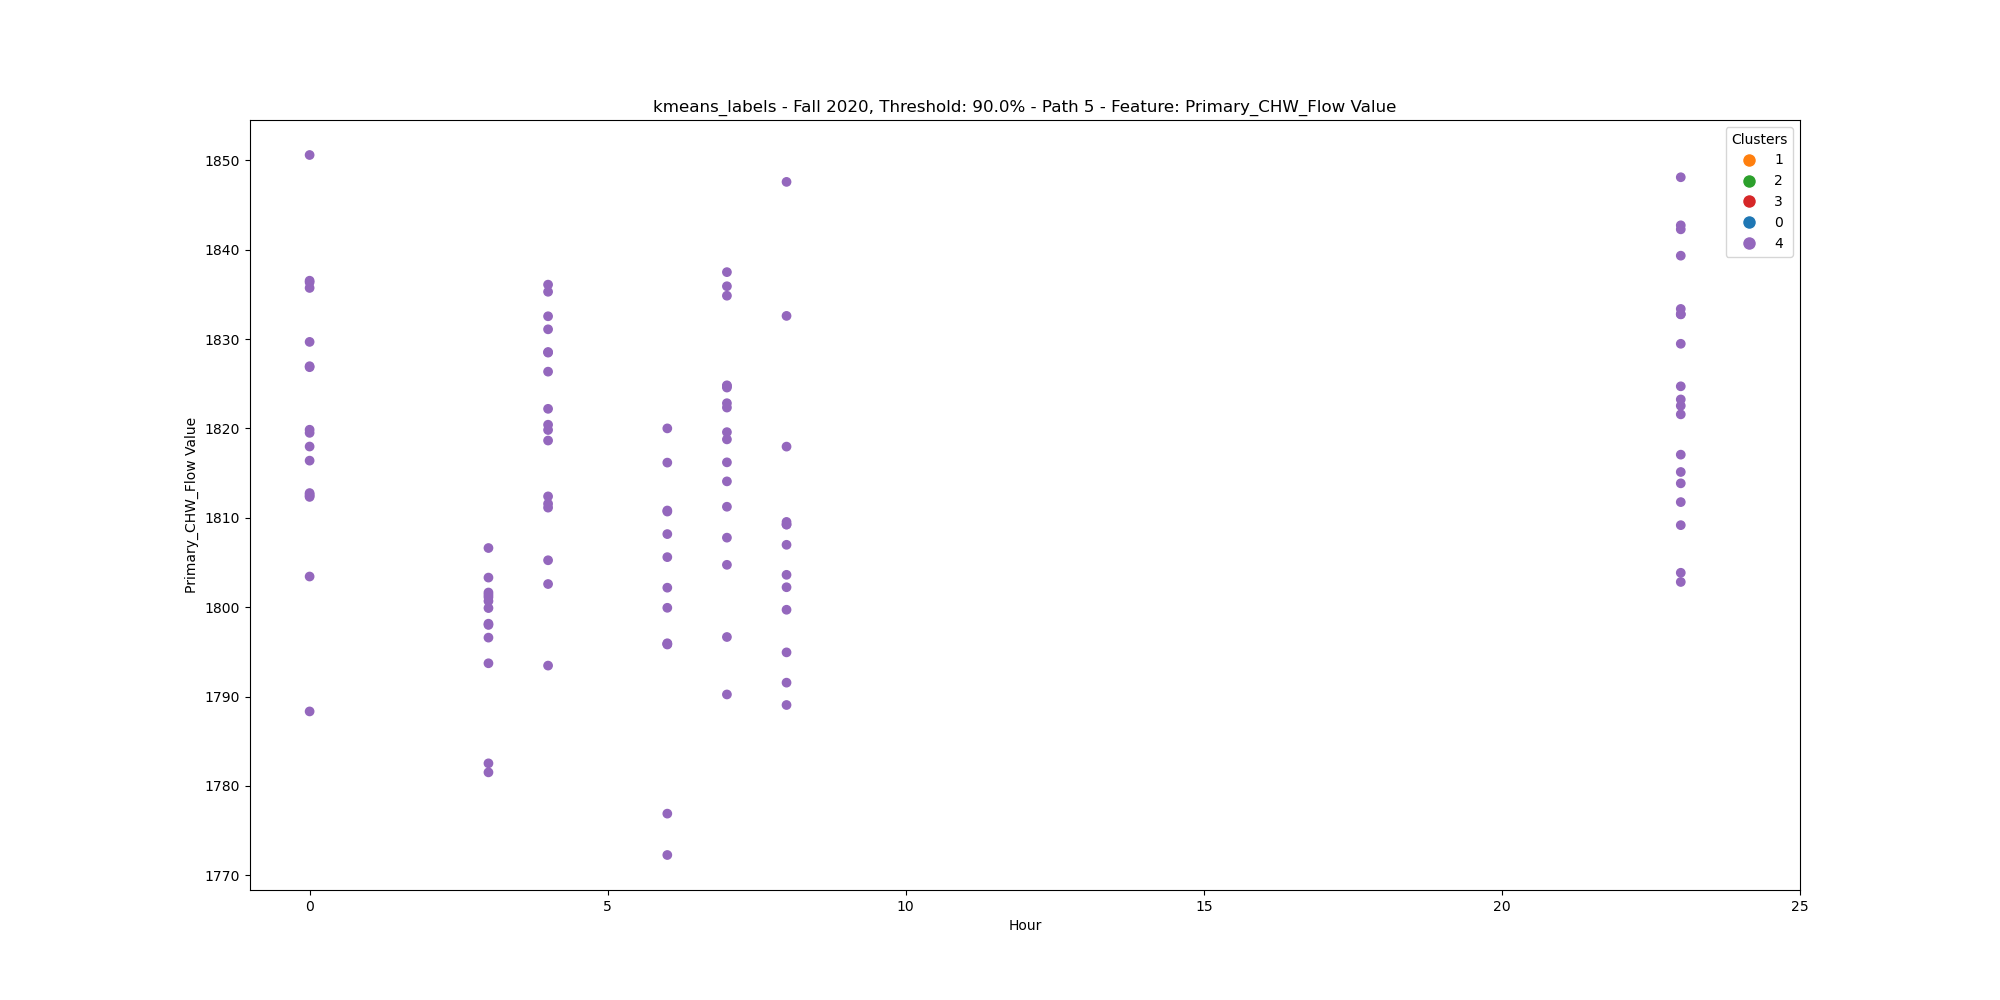 kmeans_labels - Fall 2020, Threshold: 90.0% - Path 5 - Feature: Primary_CHW_Flow Value
Clusters
1
2
3
0
4
1850
1840
1830
1820
1810
1800
1790
1780
1770
Primary_CHW_Flow Value
0 5 10 15 20 25
Hour